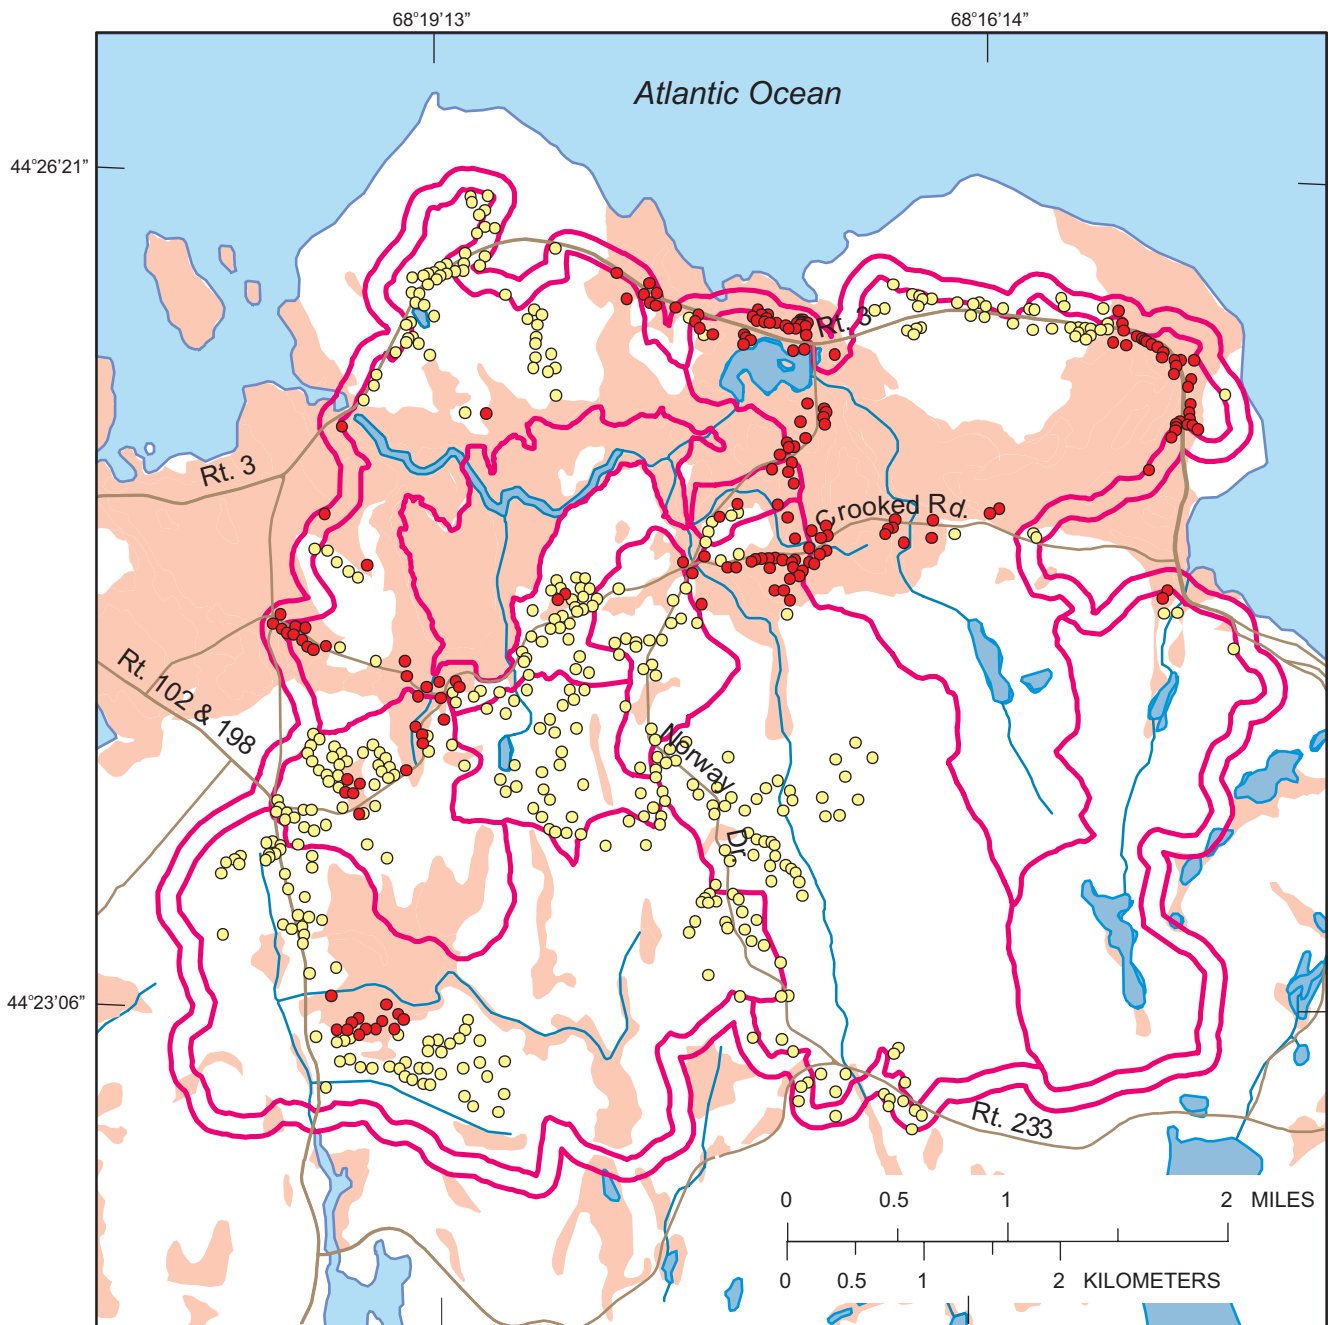 68°19’13”
68°16’14”
Atlantic Ocean
44°26’21”
Rt. 3
Rt. 3
Crooked Rd.
Rt. 102 & 198
Norway
Dr.
44°23’06”
Rt. 233
0 0.5 1 2 MILES
0 0.5 1 2 KILOMETERS